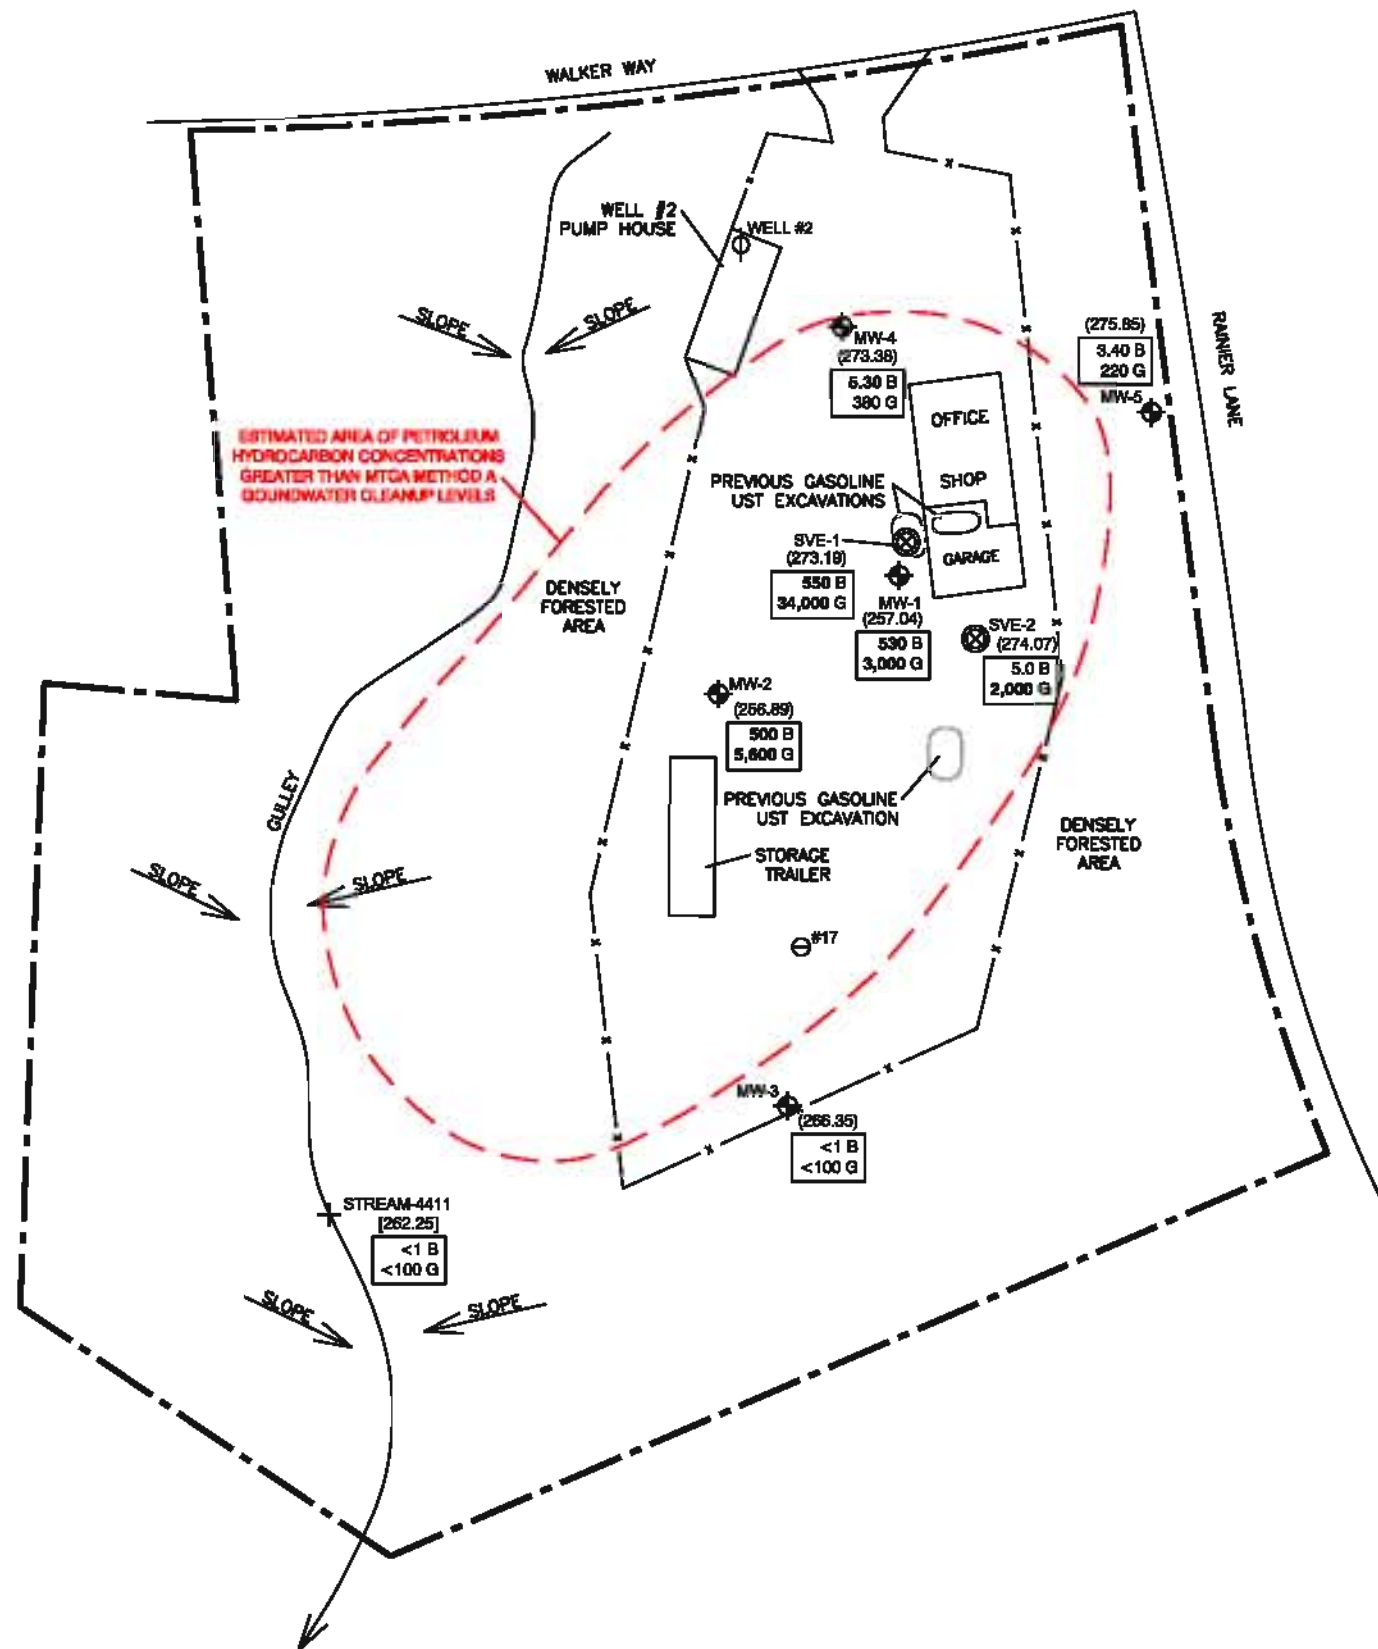 WALKER WAY
WELL #2
PUMP HOUSE
WELL #2
SLOPE
SLOPE
MW-4
(273.38)
5.30 B
380 G
(275.85)
3.40 B
220 G
MW-5
RAINIER LANE
OFFICE
SHOP
GARAGE
ESTIMATED AREA OF PETROLEUM
HYDROCARBON CONCENTRATIONS
GREATER THAN MTCA METHOD A
GOUNDWATER CLEANUP LEVELS
PREVIOUS GASOLINE
UST EXCAVATIONS
SVE-1
(273.19)
550 B
34,000 G
MW-1
(257.04)
530 B
3,000 G
SVE-2
(274.07)
5.0 B
2,000 G
DENSELY
FORESTED
AREA
MW-2
(256.89)
500 B
5,600 G
GULLEY
PREVIOUS GASOLINE
UST EXCAVATION
STORAGE
TRAILER
DENSELY
FORESTED
AREA
SLOPE
SLOPE
#17
MW-3
(266.35)
<1 B
<100 G
STREAM-4411
[262.25]
<1 B
<100 G
SLOPE
SLOPE